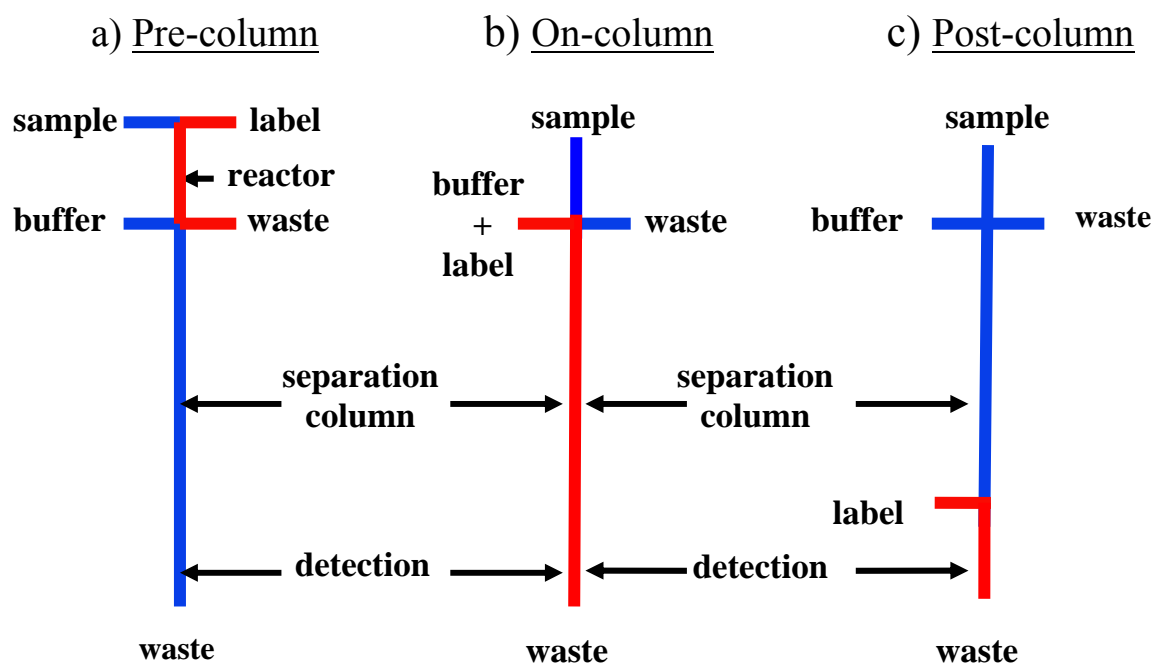 a) Pre-column
b) On-column
c) Post-column
sample
label
reactor
buffer
waste
sample
buffer
+
label
waste
sample
buffer
waste
separation
column
separation
column
label
detection
detection
waste
waste
waste